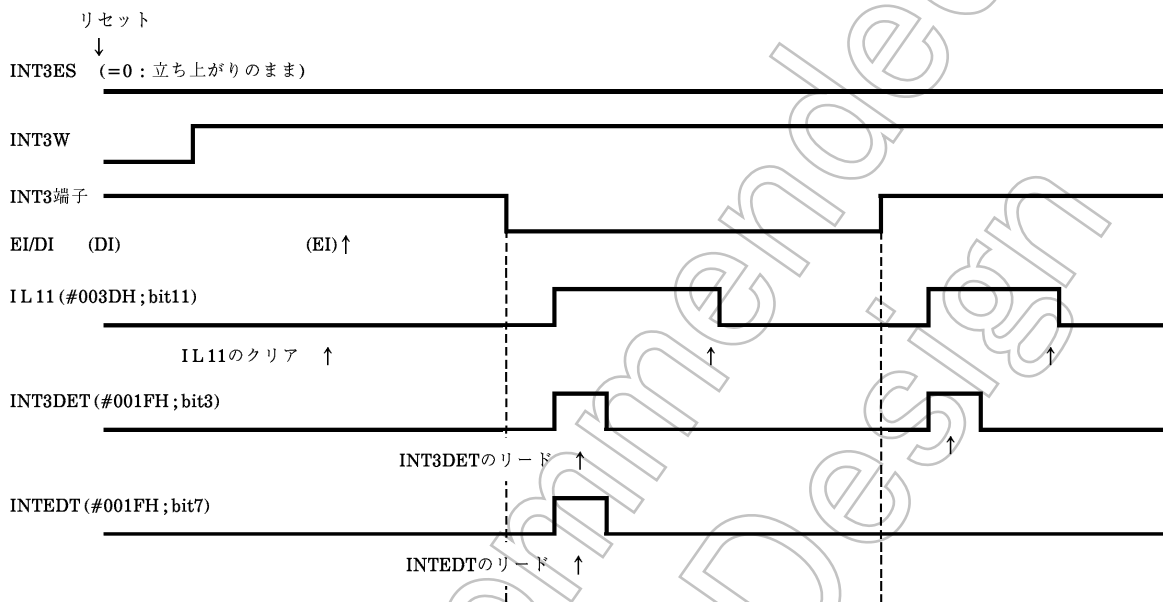 リセット
↓
INT3ES (=0 : 立ち上がりのまま)
INT3W
INT3端子
EI/DI (DI) (EI)↑
IL11(#003DH;bit11)
IL11のクリア ↑ ↑ ↑
INT3DET(#001FH;bit3)
INT3DETのリード ↑ ↑
INTEDT(#001FH;bit7)
INTEDTのリード ↑
ommended
Design